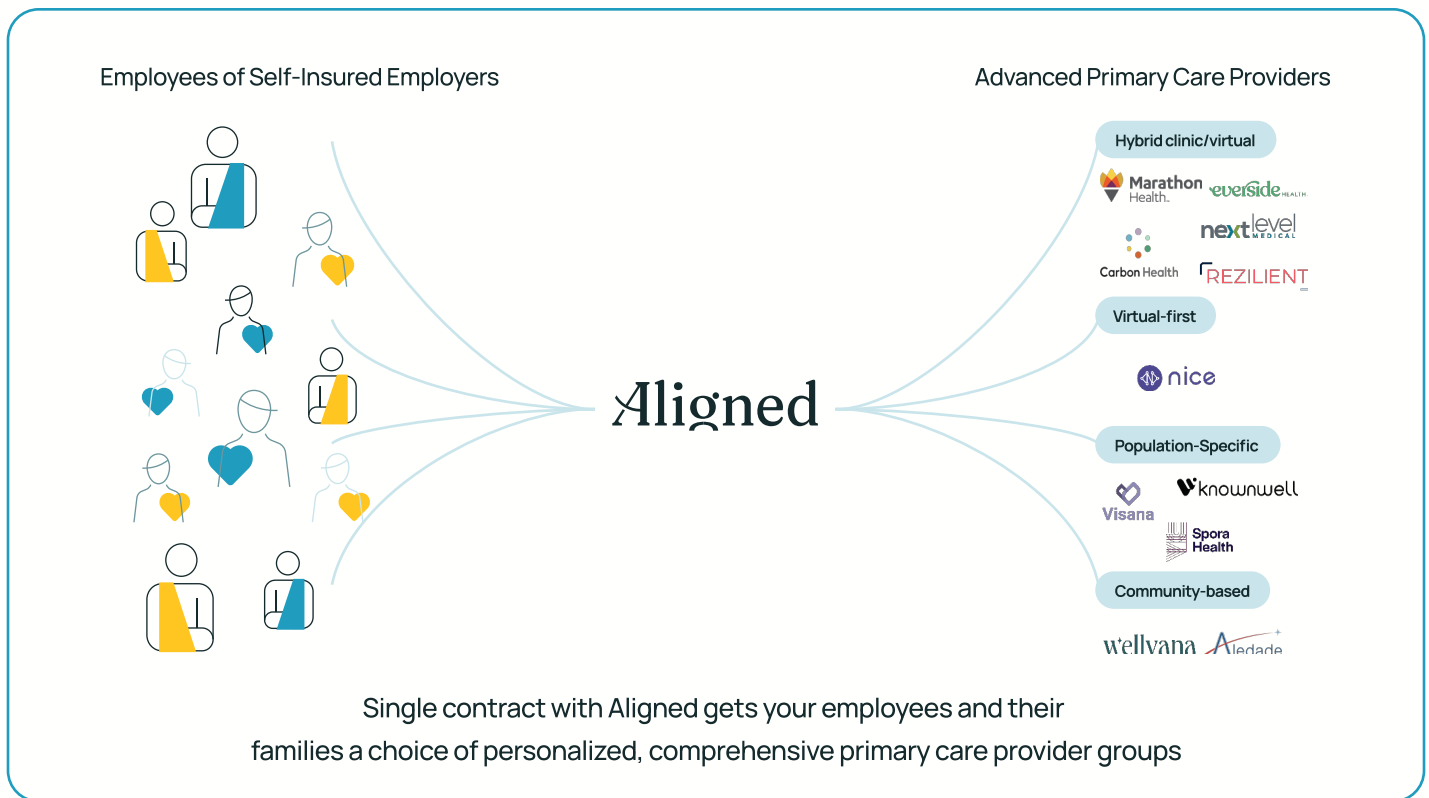 Employees of Self-Insured Employers
Advanced Primary Care Providers
Hybrid clinic/virtual
Marathon
Health
everside HEALTH
next level
MEDICAL
Carbon Health
REZILIENT
Virtual-first
nice
Aligned
Population-Specific
knownwell
Visana
Spora
Health
Community-based
wellvana Aledade
Single contract with Aligned gets your employees and their
families a choice of personalized, comprehensive primary care provider groups